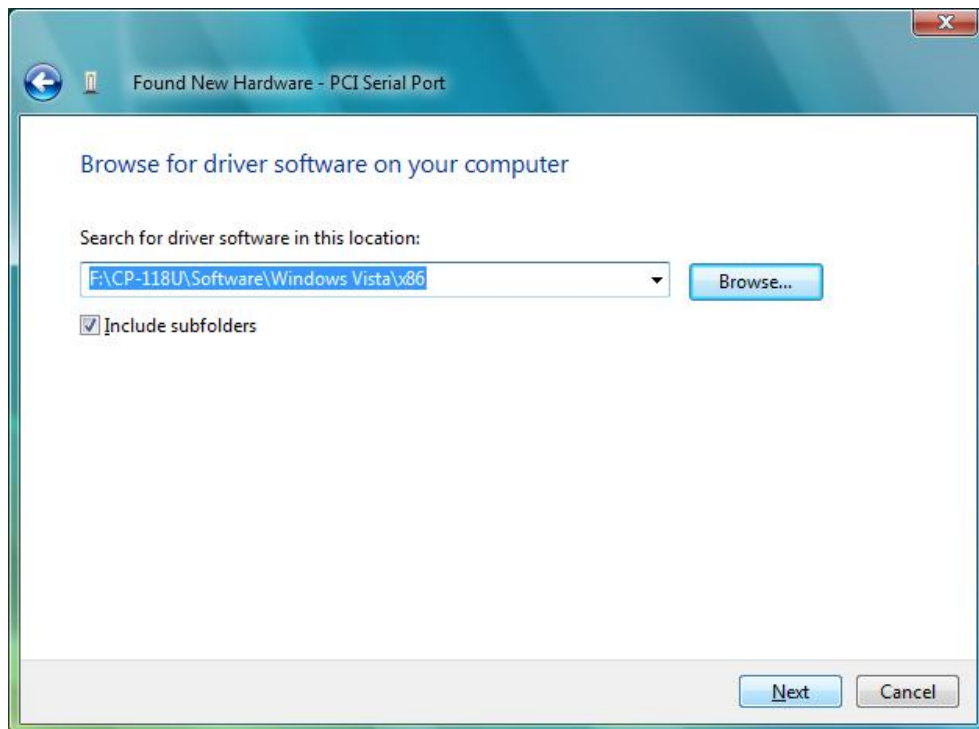 Found New Hardware - PCI Serial Port
Browse for driver software on your computer
Search for driver software in this location:
F:\CP-118U\Software\Windows Vista\x86
Browse...
Include subfolders
Next
Cancel